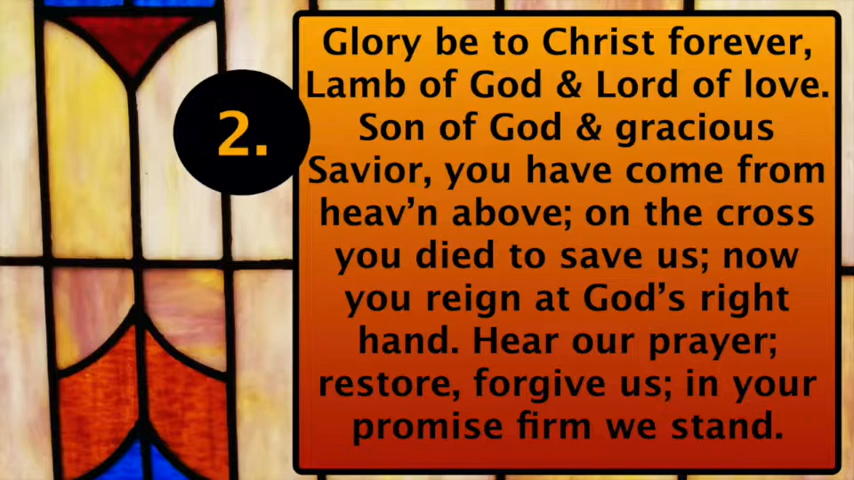 2.
Glory be to Christ forever,
Lamb of God & Lord of love.
Son of God & gracious
Savior, you have come from
heav’n above; on the cross
you died to save us; now
you reign at God’s right
hand. Hear our prayer;
restore, forgive us; in your
promise firm we stand.